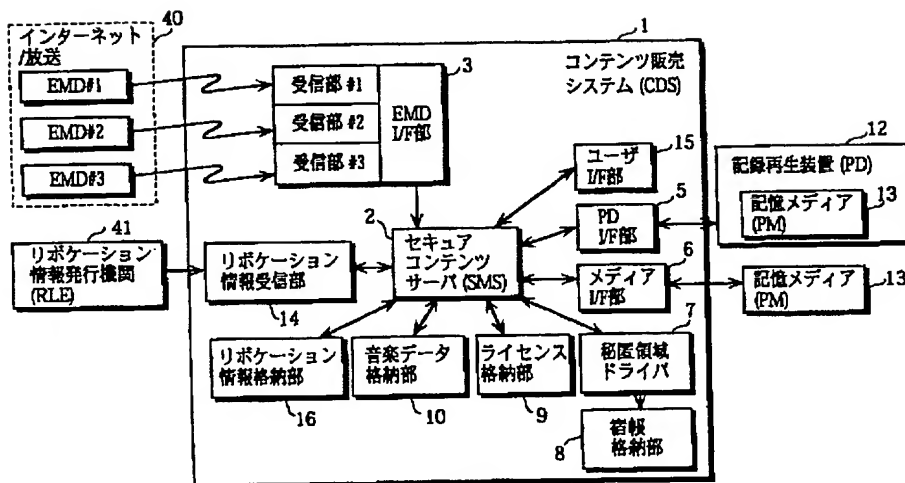 インターネット
/放送
40
EMD#1
EMD#2
EMD#3
1
コンテンツ販売
システム(CDS)
受信部 #1
受信部 #2
受信部 #3
EMD
I/F部
3
ユーザ
I/F部
15
12
記録再生装置(PD)
記憶メディア
(PM)
13
PD
I/F部
5
2
セキュア
コンテンツ
サーバ(SMS)
メディア
I/F部
6
記憶メディア
(PM)
13
41
リボケーション
情報発行機関
(RLE)
リボケーション
情報受信部
14
リボケーション
情報格納部
16
音楽データ
格納部
10
ライセンス
格納部
9
7
秘匿領域
ドライバ
宿帳
格納部
8